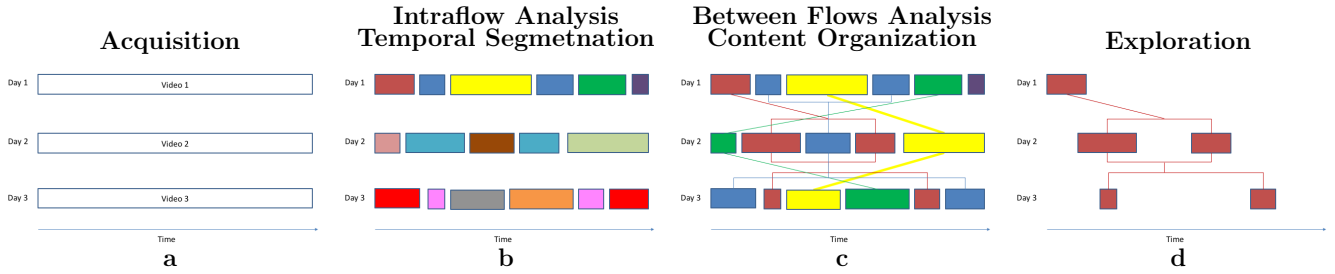 Acquisition
Day 1
Video 1
Day 2
Video 2
Day 3
Video 3
Time
a
Intraflow Analysis
Temporal Segmetnation
Day 1
Day 2
Day 3
Time
b
Between Flows Analysis
Content Organization
Day 1
Day 2
Day 3
Time
c
Exploration
Day 1
Day 2
Day 3
Time
d